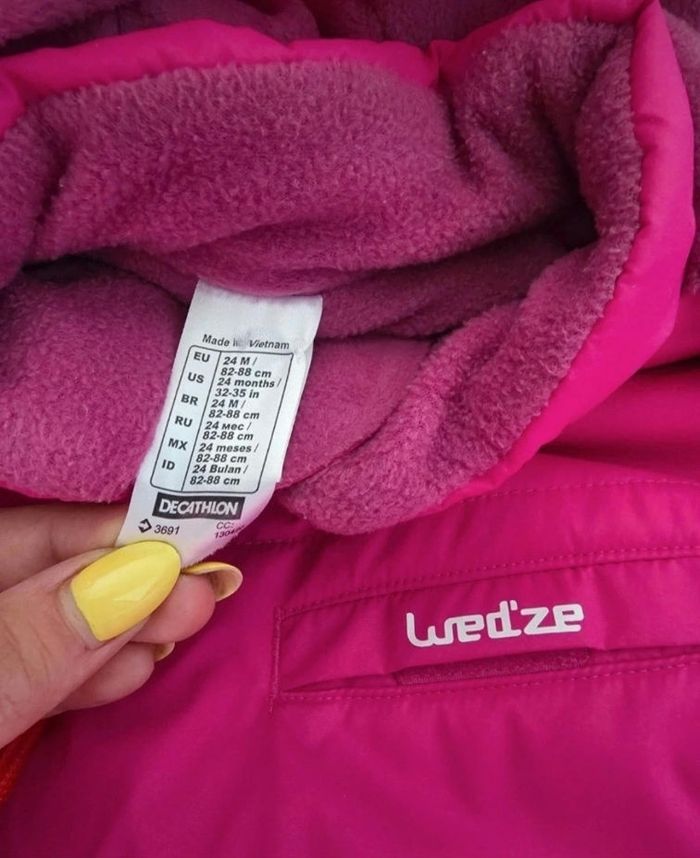 Made in Vietnam
EU 24 M /
82-88 cm
US 24 months /
32-35 in
BR 24 M /
82-88 cm
RU 24 мес /
82-88 cm
MX 24 meses /
82-88 cm
ID 24 Bulan /
82-88 cm
DECATHLON
3691 CC:
wed'ze